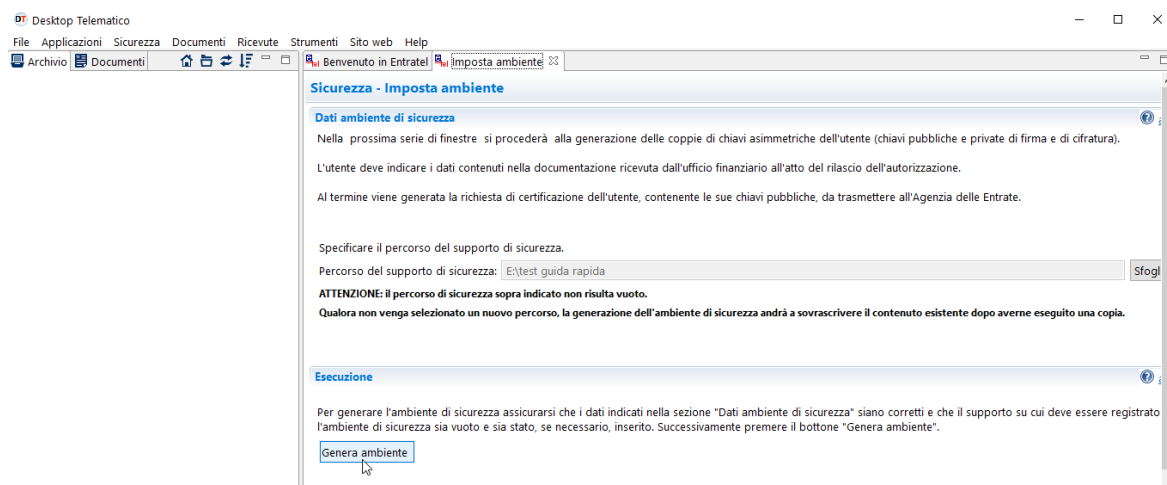 DT Desktop Telematico
File Applicazioni Sicurezza Documenti Ricevute Strumenti Sito web Help
Archivio Documenti Benvenuto in Entratel Imposta ambiente
Sicurezza - Imposta ambiente
Dati ambiente di sicurezza
Nella prossima serie di finestre si procederà alla generazione delle coppie di chiavi asimmetriche dell'utente (chiavi pubbliche e private di firma e di cifratura).
L'utente deve indicare i dati contenuti nella documentazione ricevuta dall'ufficio finanziario all'atto del rilascio dell'autorizzazione.
Al termine viene generata la richiesta di certificazione dell'utente, contenente le sue chiavi pubbliche, da trasmettere all'Agenzia delle Entrate.
Specificare il percorso del supporto di sicurezza.
Percorso del supporto di sicurezza: E:\test guida rapida Sfogl
ATTENZIONE: il percorso di sicurezza sopra indicato non risulta vuoto.
Qualora non venga selezionato un nuovo percorso, la generazione dell'ambiente di sicurezza andrà a sovrascrivere il contenuto esistente dopo averne eseguito una copia.
Esecuzione
Per generare l'ambiente di sicurezza assicurarsi che i dati indicati nella sezione "Dati ambiente di sicurezza" siano corretti e che il supporto su cui deve essere registrato
l'ambiente di sicurezza sia vuoto e sia stato, se necessario, inserito. Successivamente premere il bottone "Genera ambiente".
Genera ambiente